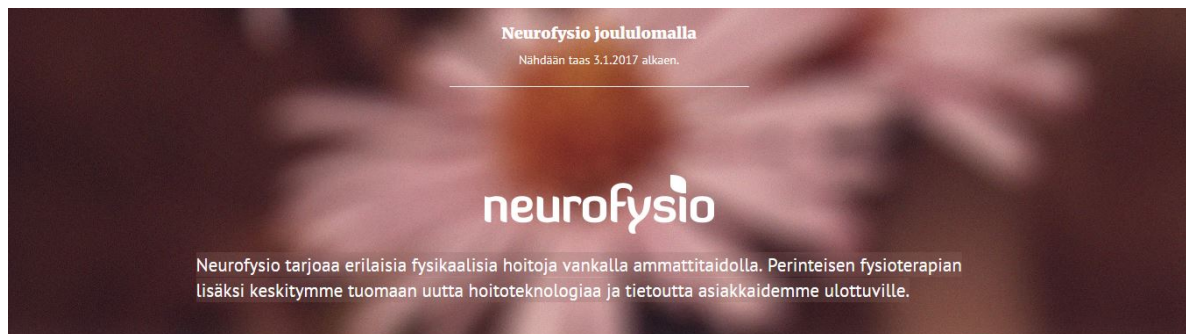 Neurofysio joululomalla
Nähdään taas 3.1.2017 alkaen.
neurofysio
Neurofysio tarjoaa erilaisia fysikaalisia hoitoja vankalla ammattitaidolla. Perinteisen fysioterapian
lisäksi keskitymme tuomaan uutta hoitoteknologiaa ja tietoutta asiakkaidemme ulottuville.